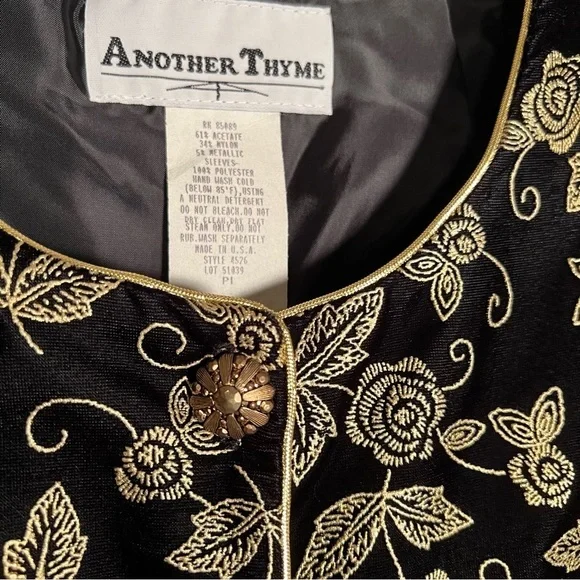 ANOTHER THYME
RN 85089
61% ACETATE
34% NYLON
5% METALLIC
SLEEVES-
100% POLYESTER
HAND WASH COLD
(BELOW 85°F),USING
A NEUTRAL DETERGENT
DO NOT BLEACH.DO NOT
DRY CLEAN.DRY FLAT
STEAM ONLY.DO NOT
RUB.WASH SEPARATELY
MADE IN U.S.A.
STYLE 4526
LOT 51039
P1